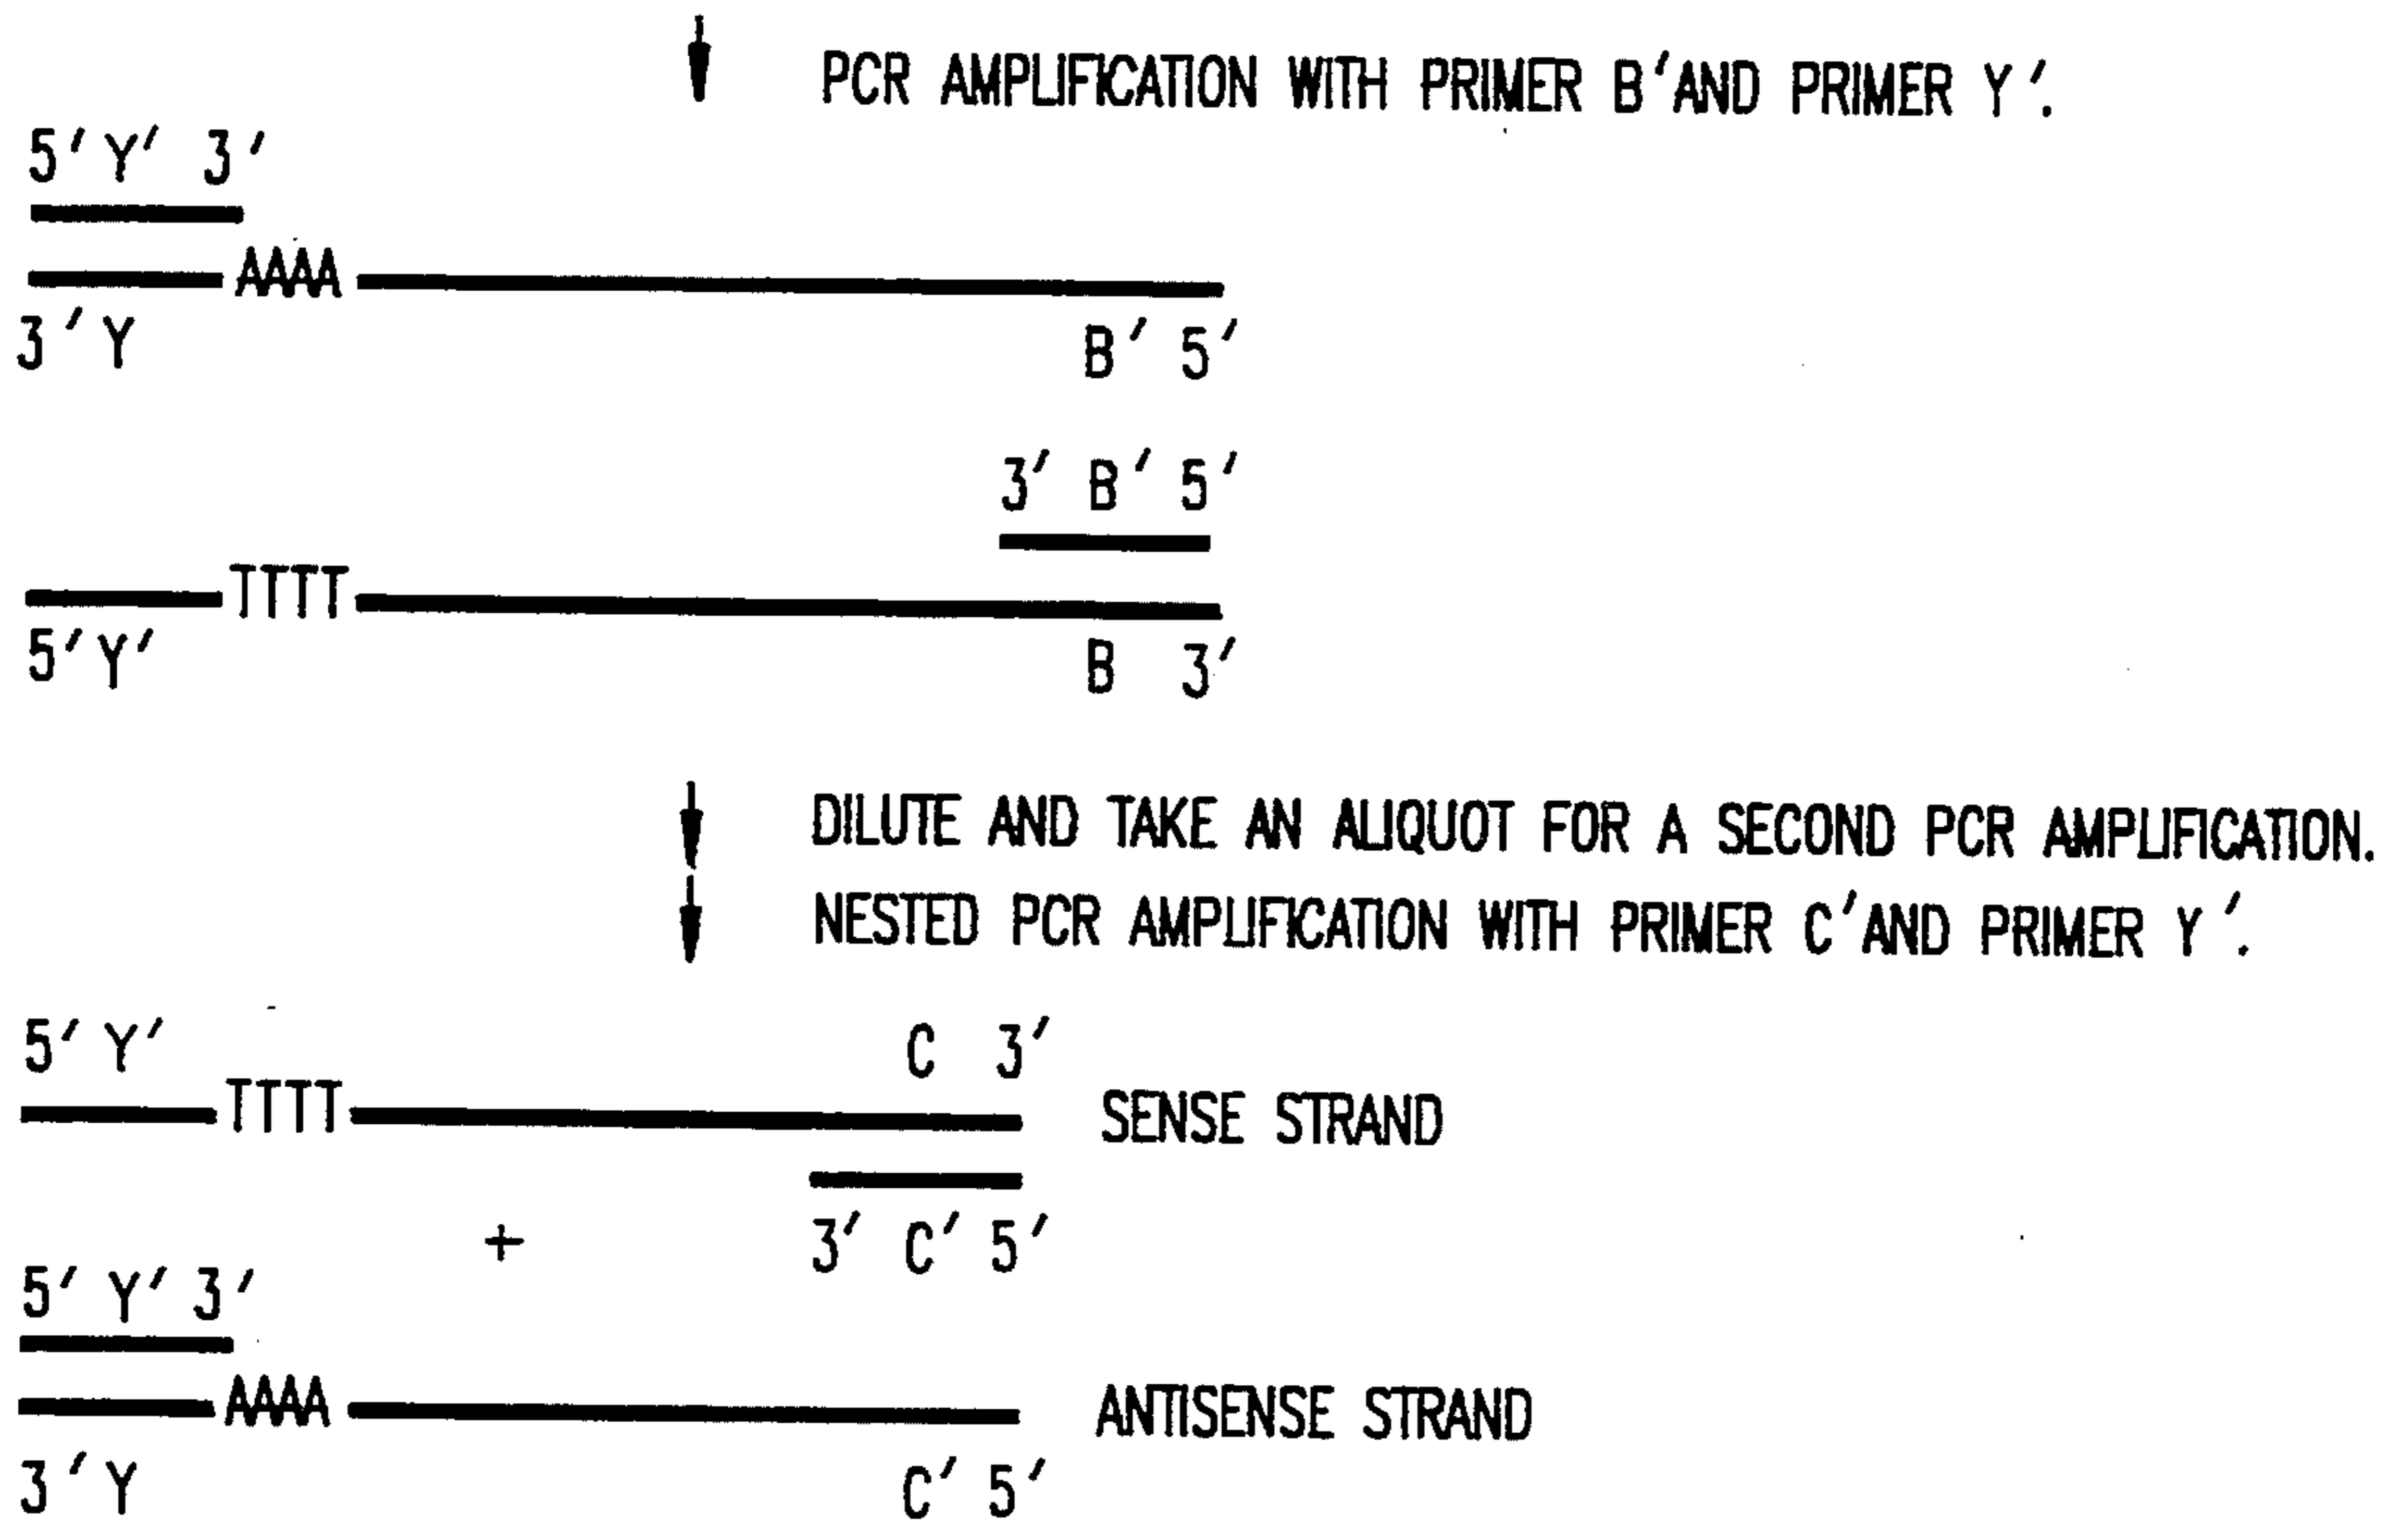 PCR AMPLIFICATION WITH PRIMER B' AND PRIMER Y'.
5' Y' 3'
AAAA
3' Y
B' 5'
3' B' 5'
TTTT
5' Y'
B 3'
DILUTE AND TAKE AN ALIQUOT FOR A SECOND PCR AMPLIFICATION.
NESTED PCR AMPLIFICATION WITH PRIMER C' AND PRIMER Y'.
5' Y'
C 3'
TTTT
SENSE STRAND
3' C' 5'
+
5' Y' 3'
AAAA
ANTISENSE STRAND
3' Y
C' 5'